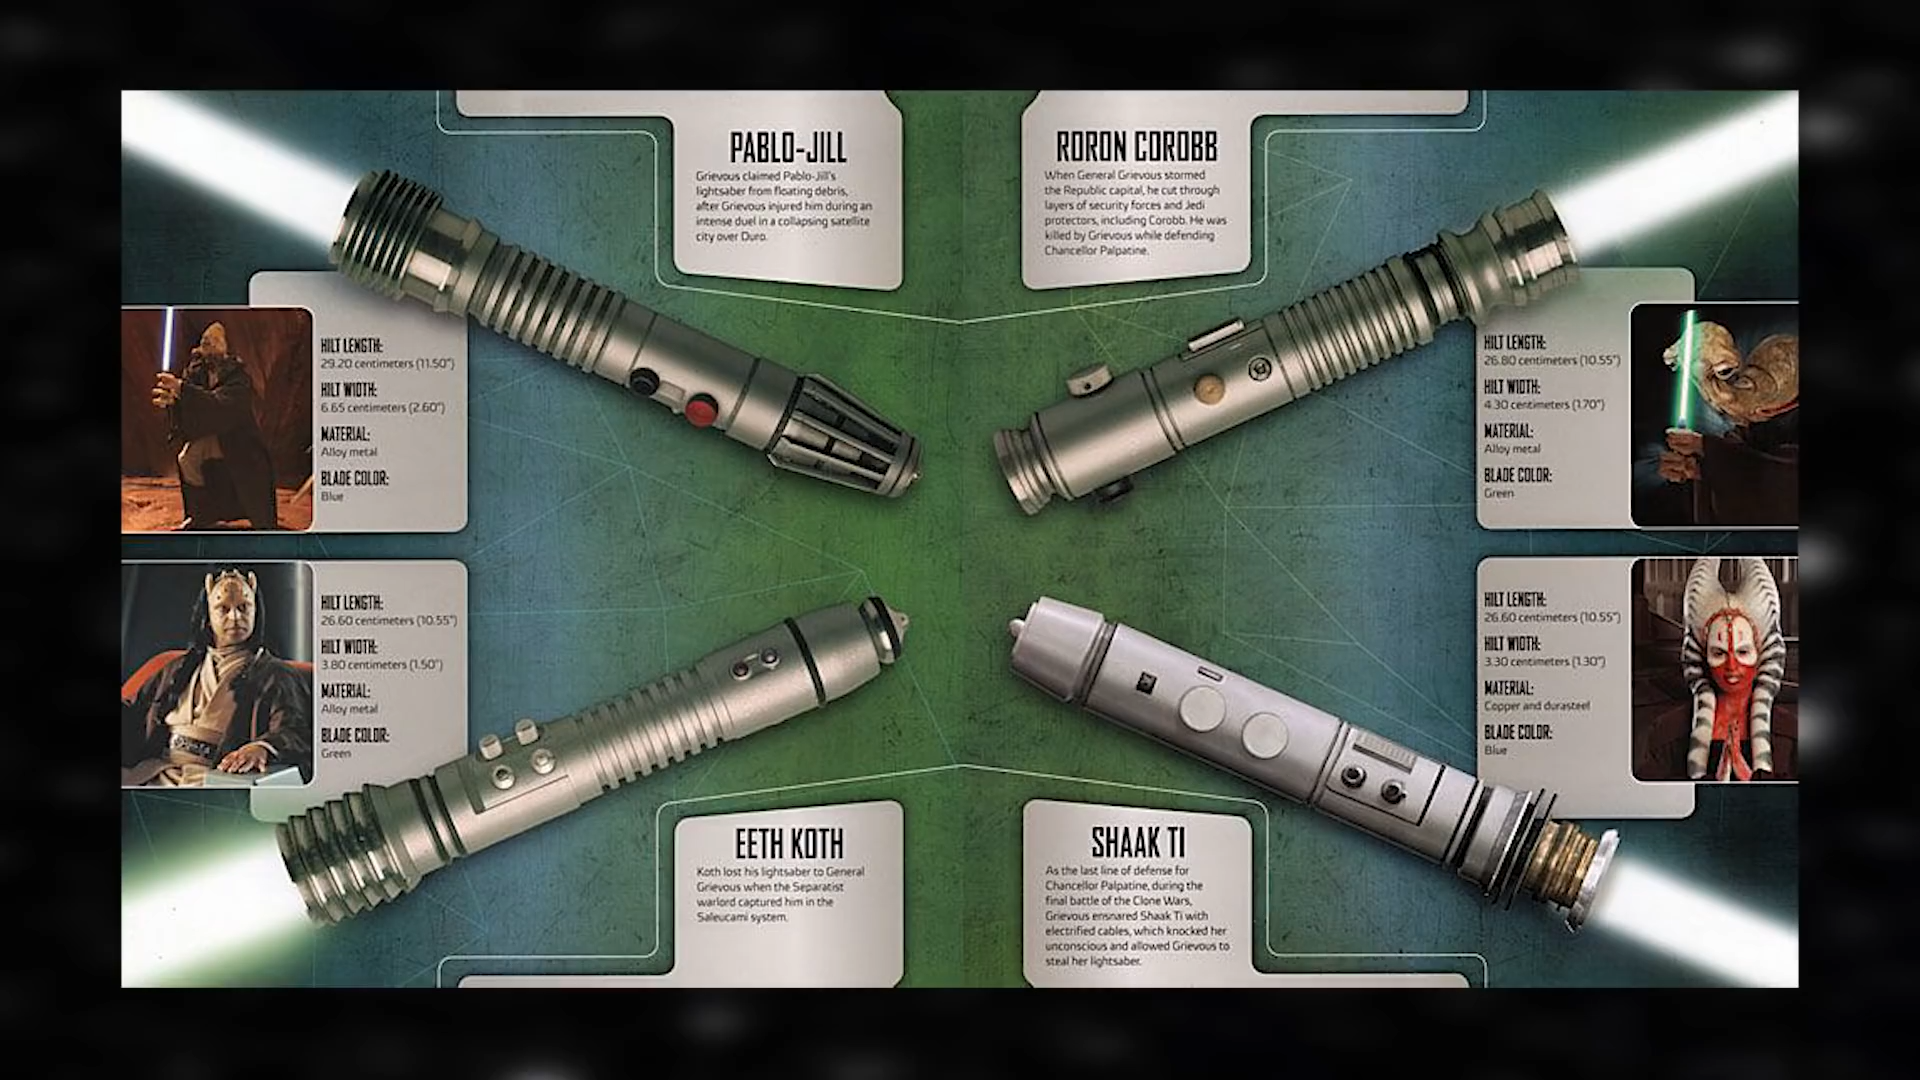 PABLO-JILL
Grievous claimed Pablo-Jill's
lightsaber from floating debris,
after Grievous injured him during an
intense duel in a collapsing satellite
city over Duro.
RORON COROBB
When General Grievous stormed
the Republic capital, he cut through
layers of security forces and Jedi
protectors, including Corobb. He was
killed by Grievous while defending
Chancellor Palpatine.
HILT LENGTH:
29.20 centimeters (11.50")
HILT WIDTH:
6.65 centimeters (2.60")
MATERIAL:
Alloy metal
BLADE COLOR:
Blue
HILT LENGTH:
26.80 centimeters (10.55")
HILT WIDTH:
4.30 centimeters (1.70")
MATERIAL:
Alloy metal
BLADE COLOR:
Green
HILT LENGTH:
26.60 centimeters (10.55")
HILT WIDTH:
3.80 centimeters (1.50")
MATERIAL:
Alloy metal
BLADE COLOR:
Green
HILT LENGTH:
26.60 centimeters (10.55")
HILT WIDTH:
3.30 centimeters (1.30")
MATERIAL:
Copper and durasteel
BLADE COLOR:
Blue
EETH KOTH
Koth lost his lightsaber to General
Grievous when the Separatist
warlord captured him in the
Saleucami system.
SHAAK TI
As the last line of defense for
Chancellor Palpatine, during the
final battle of the Clone Wars,
Grievous ensnared Shaak Ti with
electrified cables, which knocked her
unconscious and allowed Grievous to
steal her lightsaber.